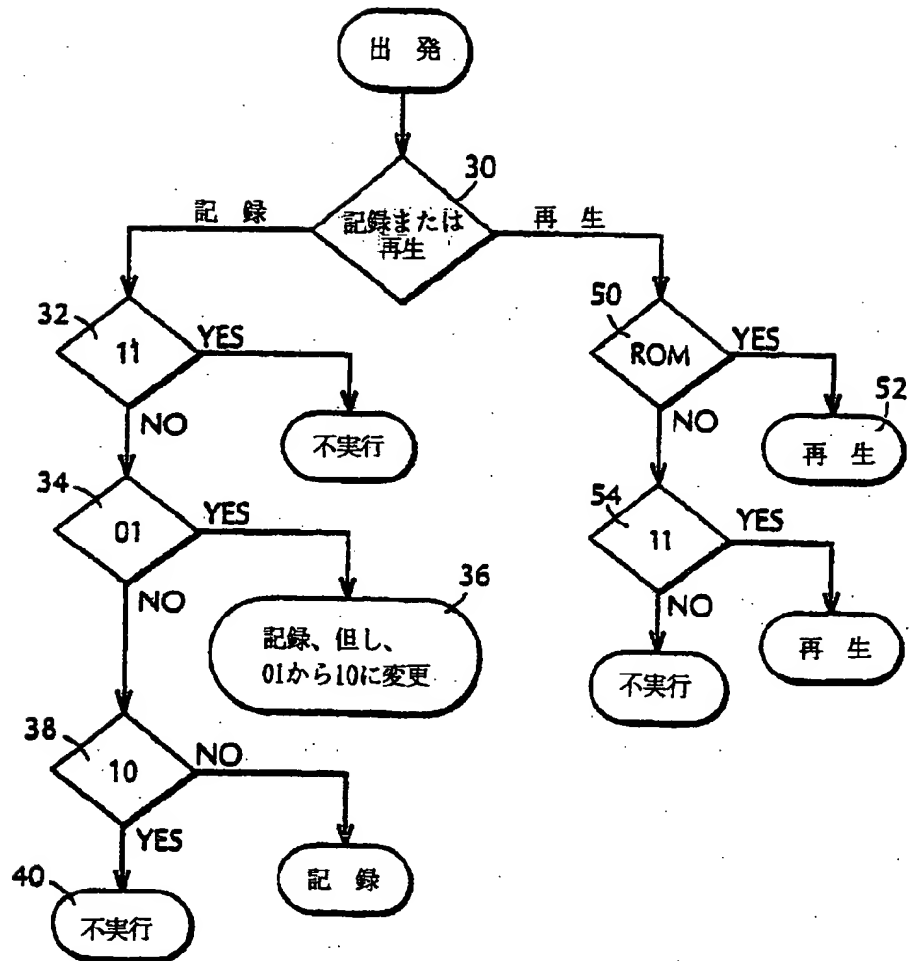 出 発
30
記録または
再生
記 録
再 生
32
11
YES
NO
不実行
34
01
YES
NO
36
記録、但し、
01から10に変更
38
10
NO
YES
記 録
40
不実行
50
ROM
YES
NO
52
再 生
54
11
YES
NO
再 生
不実行